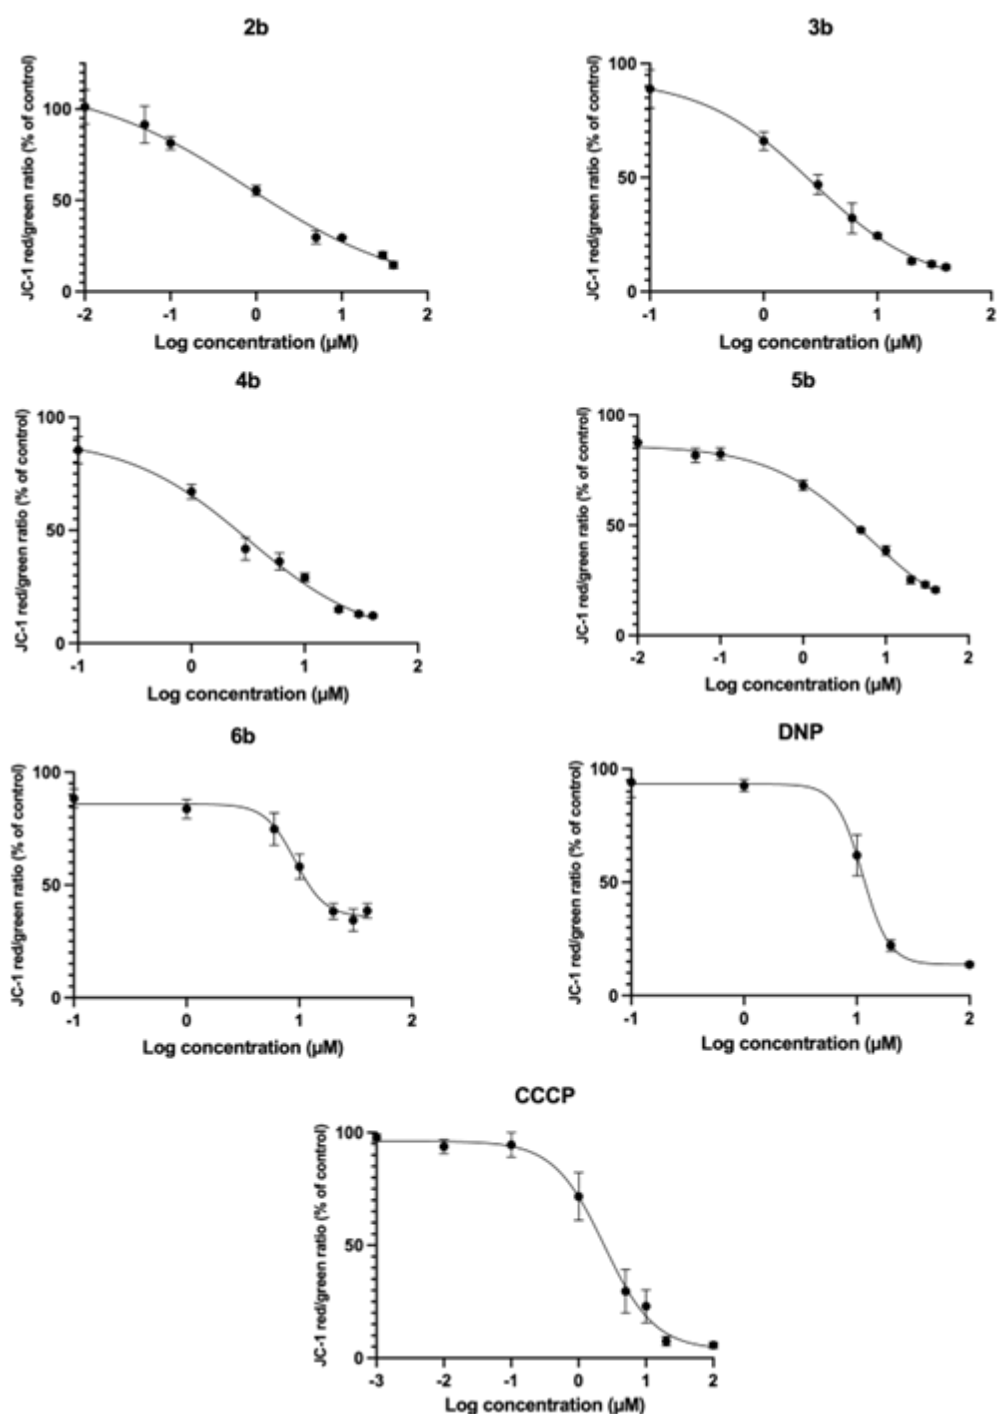 2b
JC-1 red/green ratio (% of control)
100
50
0
-2 -1 0 1 2
Log concentration (µM)
3b
JC-1 red/green ratio (% of control)
100
50
0
-1 0 1 2
Log concentration (µM)
4b
JC-1 red/green ratio (% of control)
100
50
0
-1 0 1 2
Log concentration (µM)
5b
JC-1 red/green ratio (% of control)
100
50
0
-2 -1 0 1 2
Log concentration (µM)
6b
JC-1 red/green ratio (% of control)
100
50
0
-1 0 1 2
Log concentration (µM)
DNP
JC-1 red/green ratio (% of control)
100
50
0
-1 0 1 2
Log concentration (µM)
CCCP
JC-1 red/green ratio (% of control)
100
50
0
-3 -2 -1 0 1 2
Log concentration (µM)